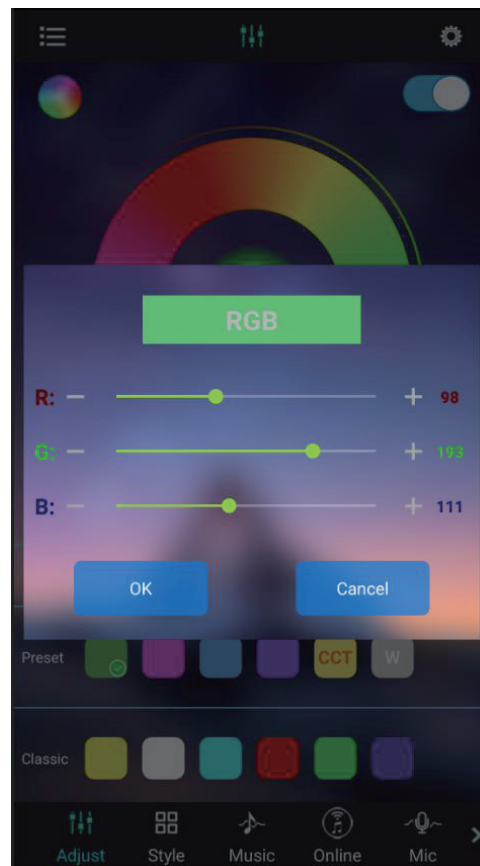 RGB
R: − + 98
G: − + 193
B: − + 111
OK Cancel
Preset CCT W
Classic
Adjust Style Music Online Mic